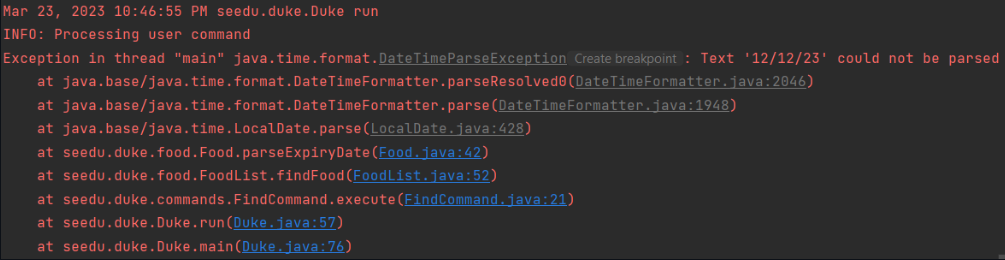 Mar 23, 2023 10:46:55 PM seedu.duke.Duke run
INFO: Processing user command
Exception in thread "main" java.time.format.DateTimeParseException Create breakpoint : Text '12/12/23' could not be parsed
at java.base/java.time.format.DateTimeFormatter.parseResolved0(DateTimeFormatter.java:2046)
at java.base/java.time.format.DateTimeFormatter.parse(DateTimeFormatter.java:1948)
at java.base/java.time.LocalDate.parse(LocalDate.java:428)
at seedu.duke.food.Food.parseExpiryDate(Food.java:42)
at seedu.duke.food.FoodList.findFood(FoodList.java:52)
at seedu.duke.commands.FindCommand.execute(FindCommand.java:21)
at seedu.duke.Duke.run(Duke.java:57)
at seedu.duke.Duke.main(Duke.java:76)